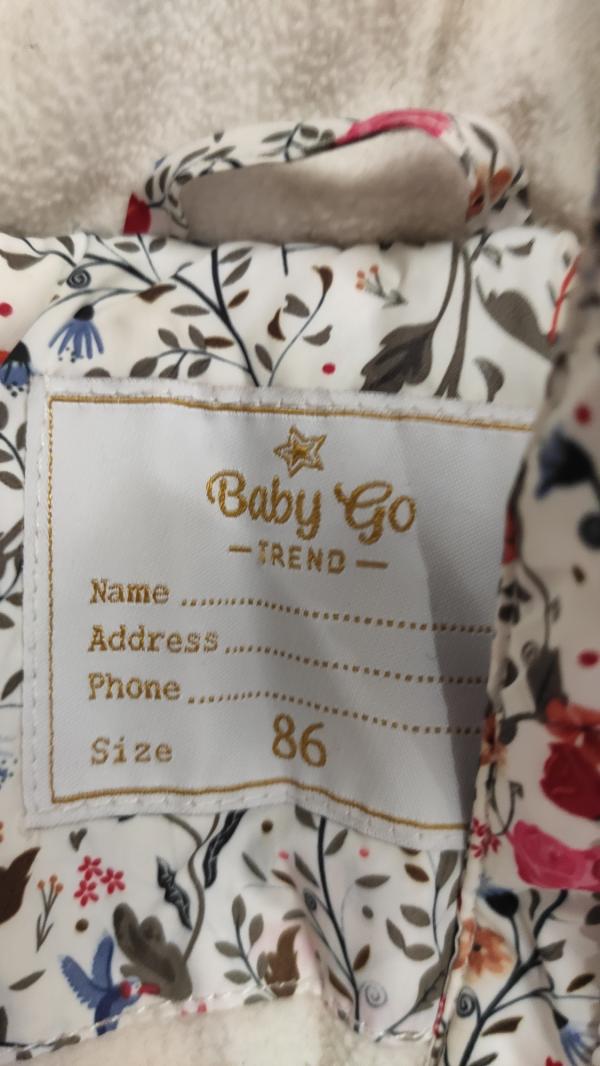 Baby Go
TREND
Name
Address
Phone
Size 86